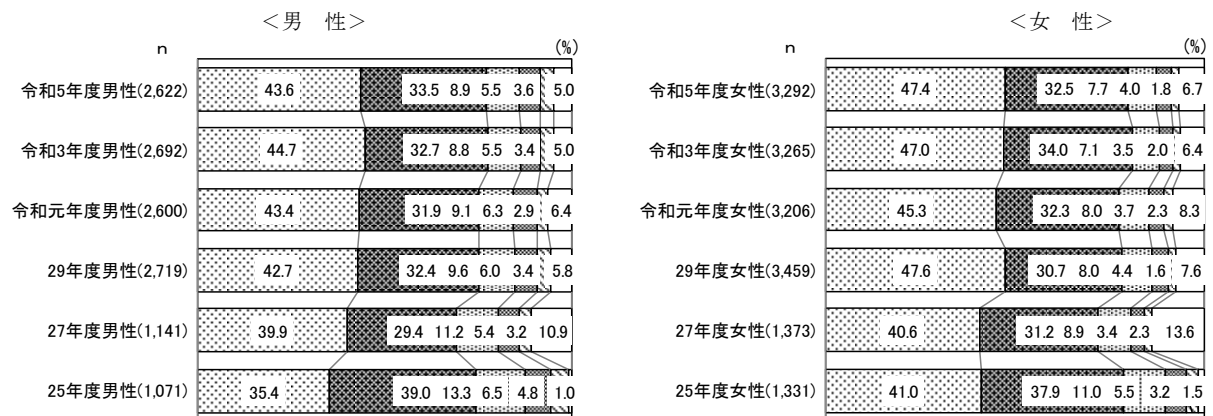 ＜男　性＞
n (%)
令和5年度男性(2,622) 43.6 33.5 8.9 5.5 3.6 5.0
令和3年度男性(2,692) 44.7 32.7 8.8 5.5 3.4 5.0
令和元年度男性(2,600) 43.4 31.9 9.1 6.3 2.9 6.4
29年度男性(2,719) 42.7 32.4 9.6 6.0 3.4 5.8
27年度男性(1,141) 39.9 29.4 11.2 5.4 3.2 10.9
25年度男性(1,071) 35.4 39.0 13.3 6.5 4.8 1.0
＜女　性＞
n (%)
令和5年度女性(3,292) 47.4 32.5 7.7 4.0 1.8 6.7
令和3年度女性(3,265) 47.0 34.0 7.1 3.5 2.0 6.4
令和元年度女性(3,206) 45.3 32.3 8.0 3.7 2.3 8.3
29年度女性(3,459) 47.6 30.7 8.0 4.4 1.6 7.6
27年度女性(1,373) 40.6 31.2 8.9 3.4 2.3 13.6
25年度女性(1,331) 41.0 37.9 11.0 5.5 3.2 1.5